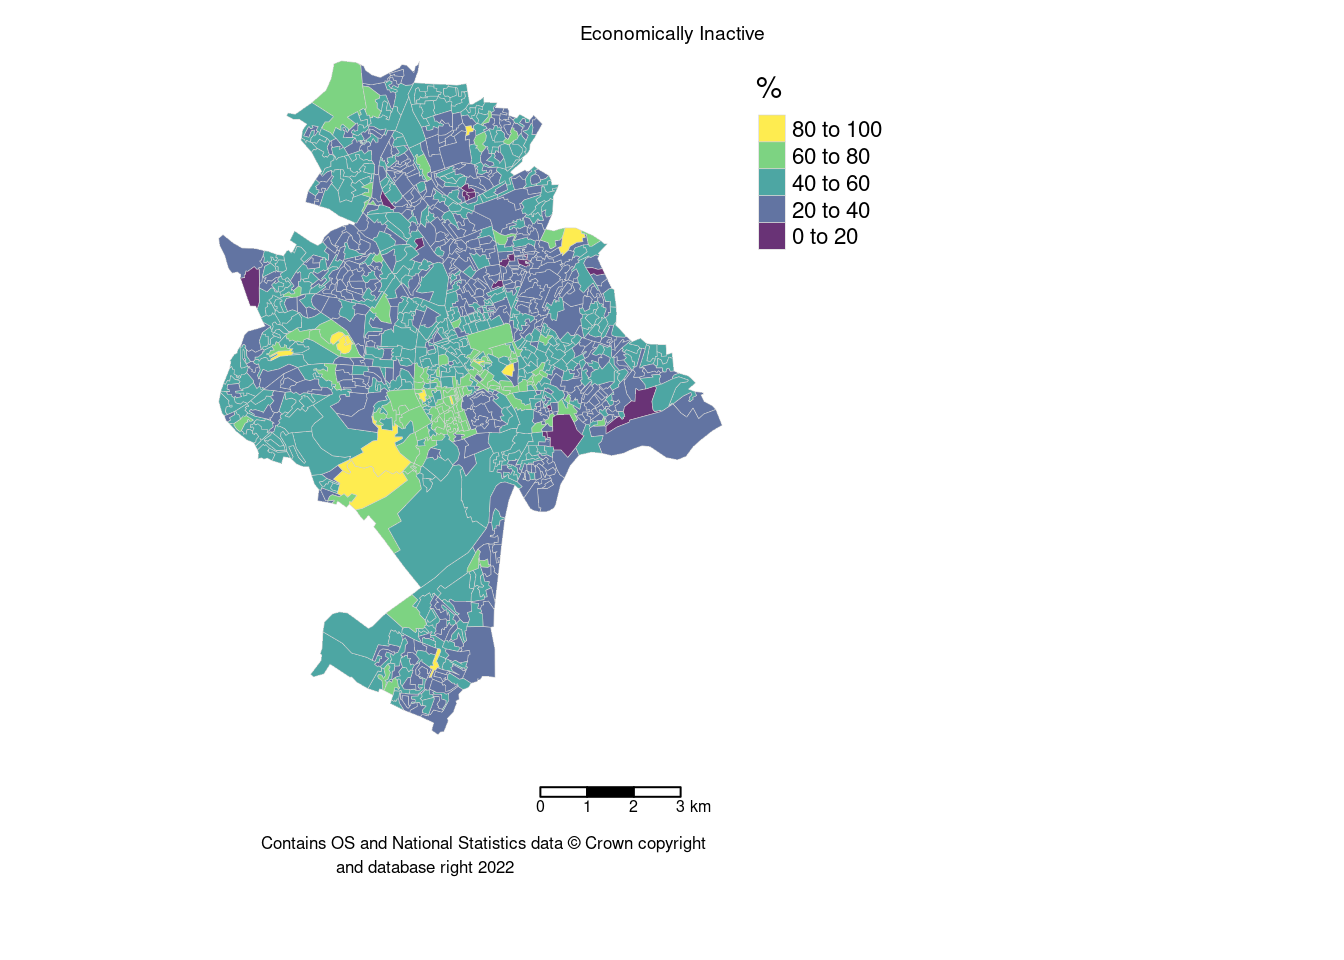 Economically Inactive
%
80 to 100
60 to 80
40 to 60
20 to 40
0 to 20
0 1 2 3 km
Contains OS and National Statistics data © Crown copyright
and database right 2022